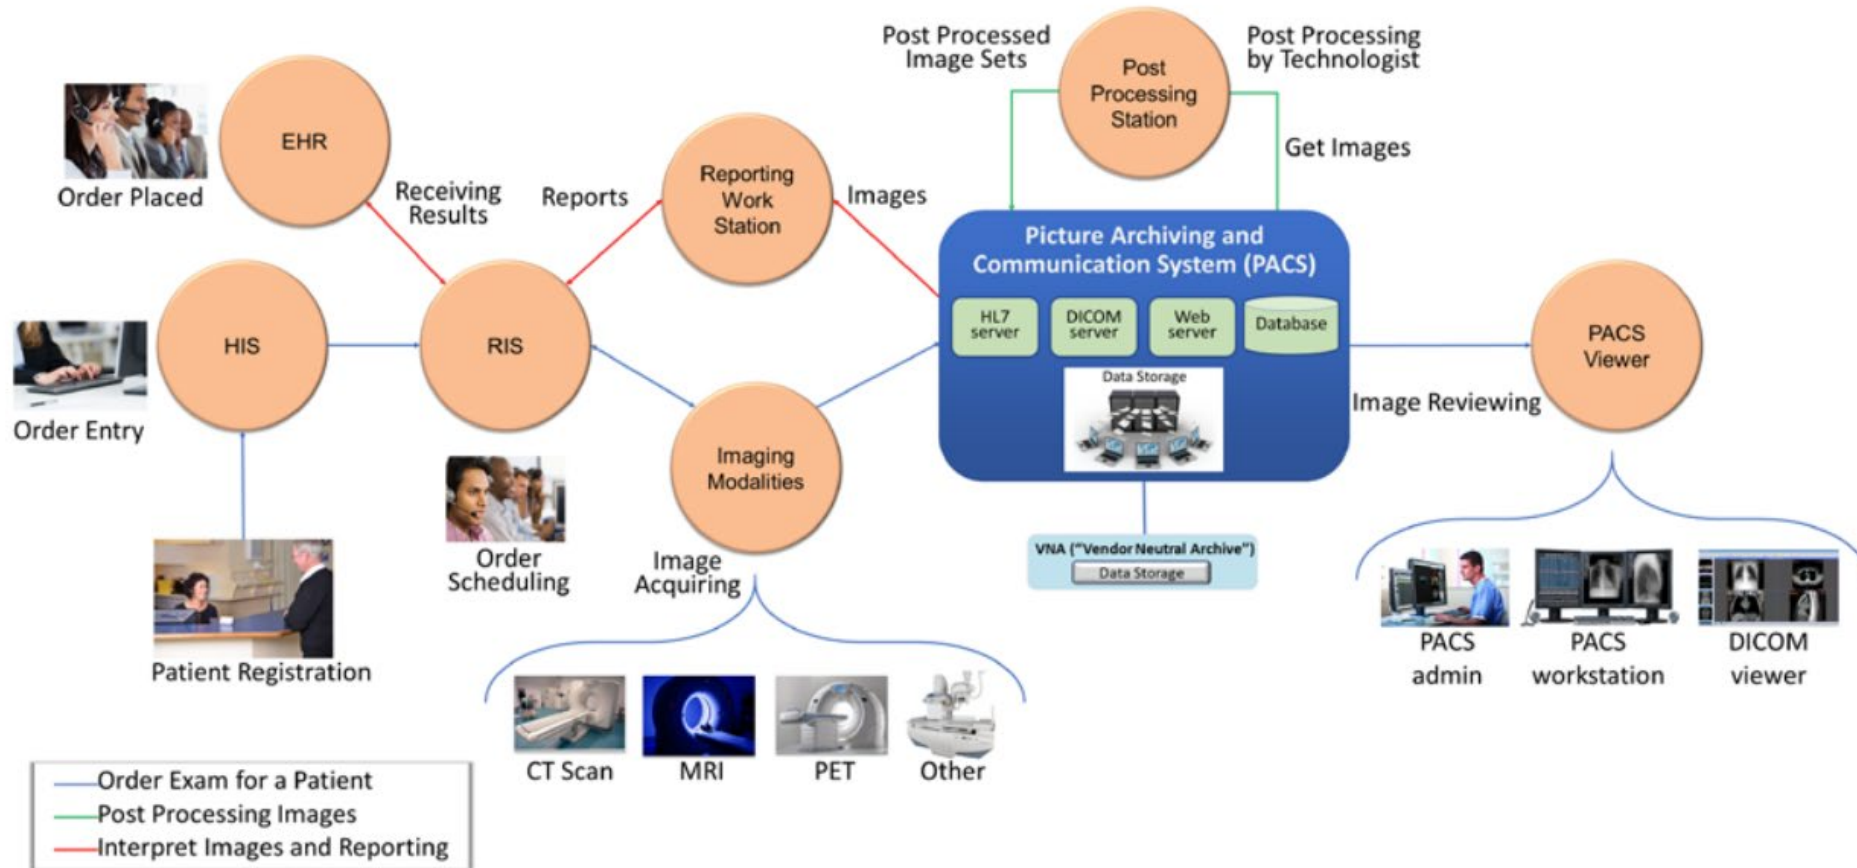 Order Placed
EHR
Receiving
Results
Reports
Reporting
Work
Station
Images
Post Processed
Image Sets
Post
Processing
Station
Post Processing
by Technologist
Get Images
Order Entry
HIS
RIS
Order
Scheduling
Imaging
Modalities
Image
Acquiring
Patient Registration
Picture Archiving and
Communication System (PACS)
HL7
server
DICOM
server
Web
server
Database
Data Storage
VNA ("Vendor Neutral Archive")
Data Storage
Image Reviewing
PACS
Viewer
PACS
admin
PACS
workstation
DICOM
viewer
CT Scan
MRI
PET
Other
Order Exam for a Patient
Post Processing Images
Interpret Images and Reporting